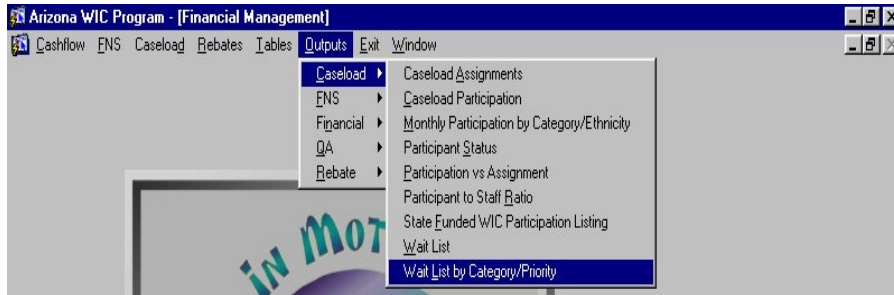 Arizona WIC Program - [Financial Management]
Cashflow FNS Caseload Rebates Tables Outputs Exit Window
Caseload
FNS
Financial
QA
Rebate
Caseload Assignments
Caseload Participation
Monthly Participation by Category/Ethnicity
Participant Status
Participation vs Assignment
Participant to Staff Ratio
State Funded WIC Participation Listing
Wait List
Wait List by Category/Priority
IN MOT